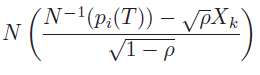 N \left( \frac{N^{-1}(p_i(T)) - \sqrt{\rho} X_k}{\sqrt{1 - \rho}} \right)